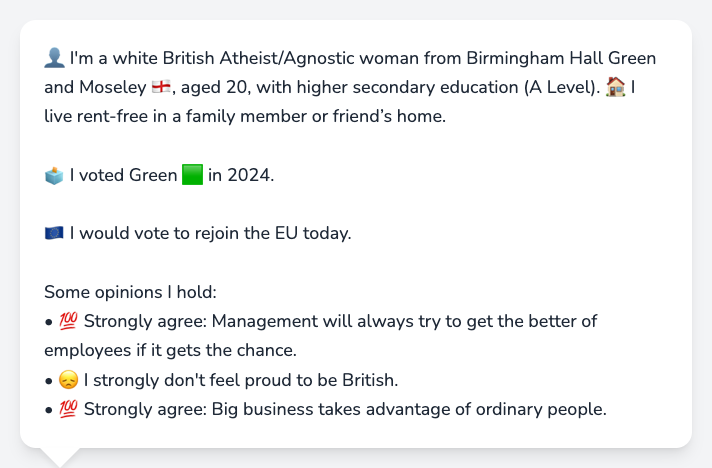 👤 I'm a white British Atheist/Agnostic woman from Birmingham Hall Green
and Moseley 🏴󠁧󠁢󠁥󠁮󠁧󠁿, aged 20, with higher secondary education (A Level). 🏠 I
live rent-free in a family member or friend’s home.
🗳️ I voted Green 🟩 in 2024.
🇪🇺 I would vote to rejoin the EU today.
Some opinions I hold:
• 💯 Strongly agree: Management will always try to get the better of
employees if it gets the chance.
• 😞 I strongly don't feel proud to be British.
• 💯 Strongly agree: Big business takes advantage of ordinary people.